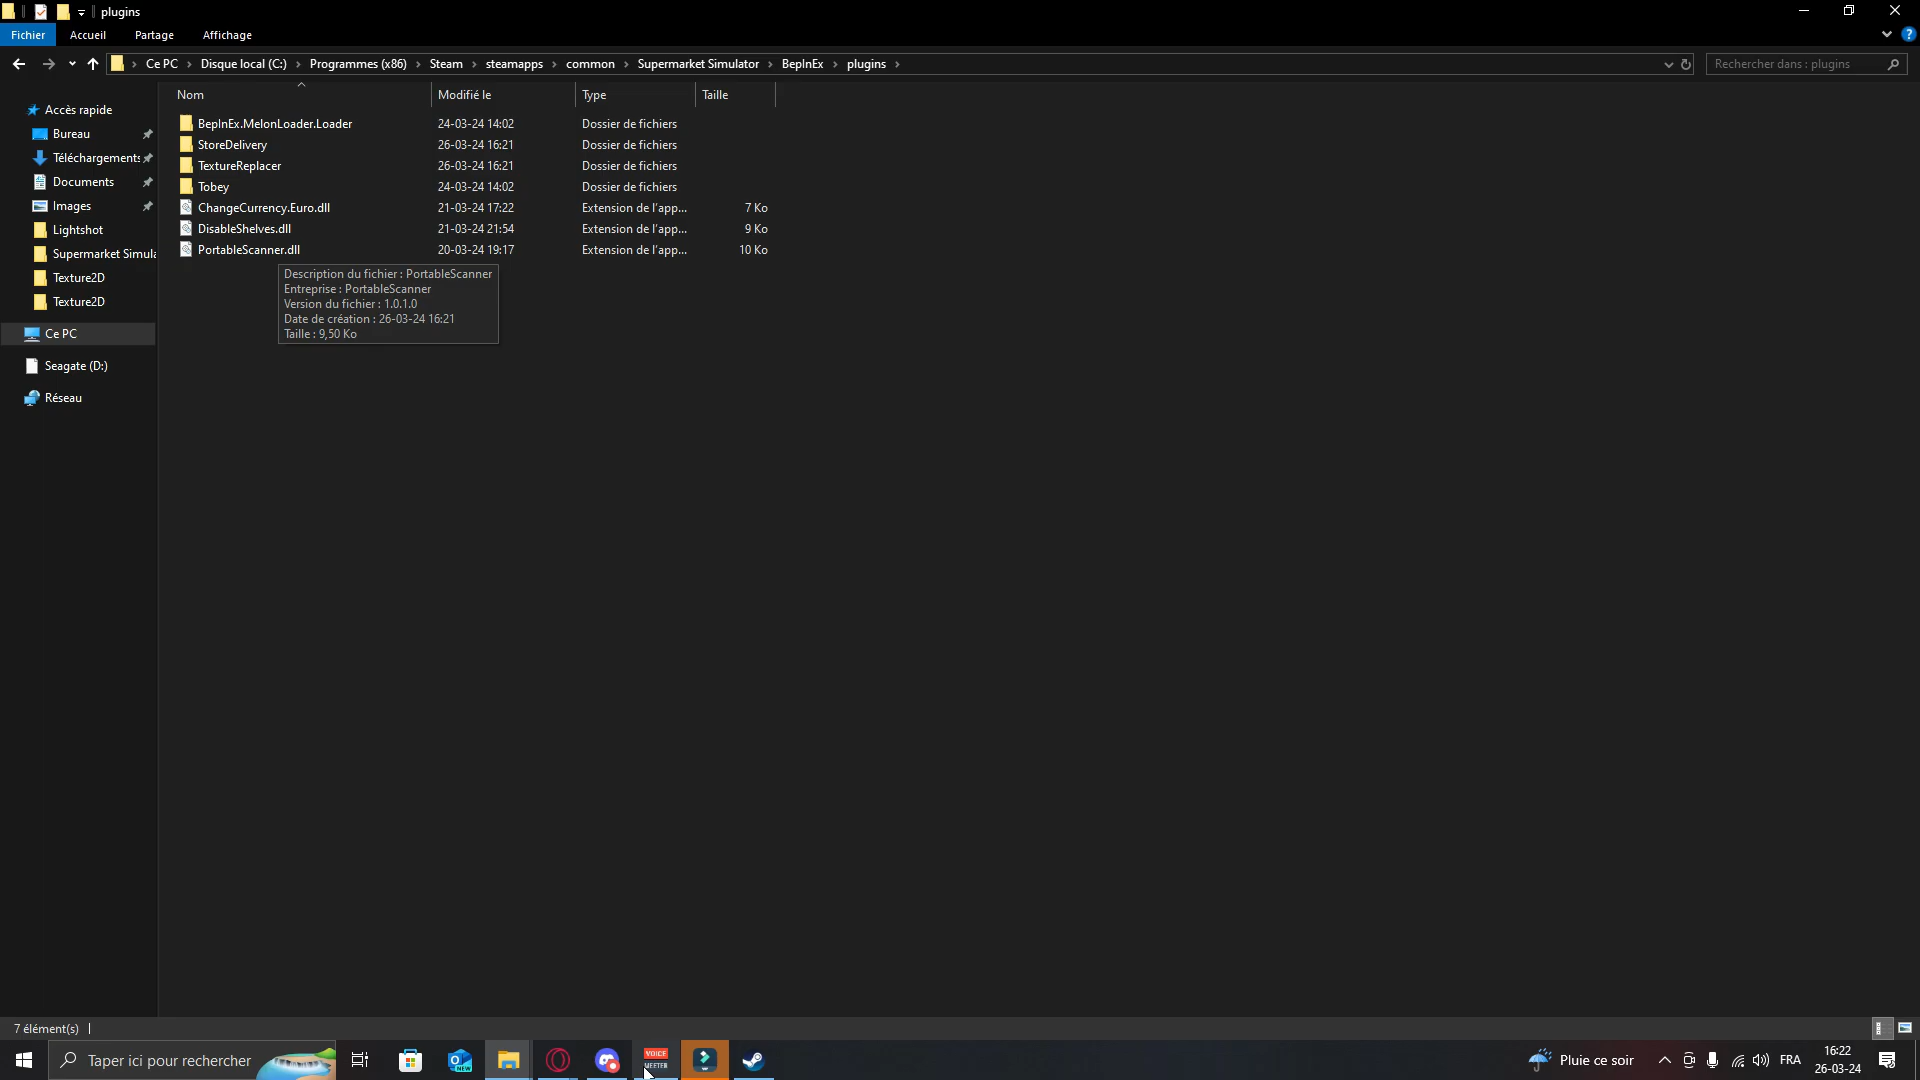 plugins
Fichier Accueil Partage Affichage
Ce PC Disque local (C:) Programmes (x86) Steam steamapps common Supermarket Simulator BepInEx plugins
Rechercher dans : plugins
Nom Modifié le Type Taille
BepInEx.MelonLoader.Loader 24-03-24 14:02 Dossier de fichiers
StoreDelivery 26-03-24 16:21 Dossier de fichiers
TextureReplacer 26-03-24 16:21 Dossier de fichiers
Tobey 24-03-24 14:02 Dossier de fichiers
ChangeCurrency.Euro.dll 21-03-24 17:22 Extension de l'app... 7 Ko
DisableShelves.dll 21-03-24 21:54 Extension de l'app... 9 Ko
PortableScanner.dll 20-03-24 19:17 Extension de l'app... 10 Ko
Description du fichier : PortableScanner
Entreprise : PortableScanner
Version du fichier : 1.0.1.0
Date de création : 26-03-24 16:21
Taille : 9,50 Ko
Accès rapide
Bureau
Téléchargements
Documents
Images
Lightshot
Supermarket Simula
Texture2D
Texture2D
Ce PC
Seagate (D:)
Réseau
7 élément(s)
Taper ici pour rechercher
NEW
VOICE
MEETER
Pluie ce soir
FRA
16:22
26-03-24